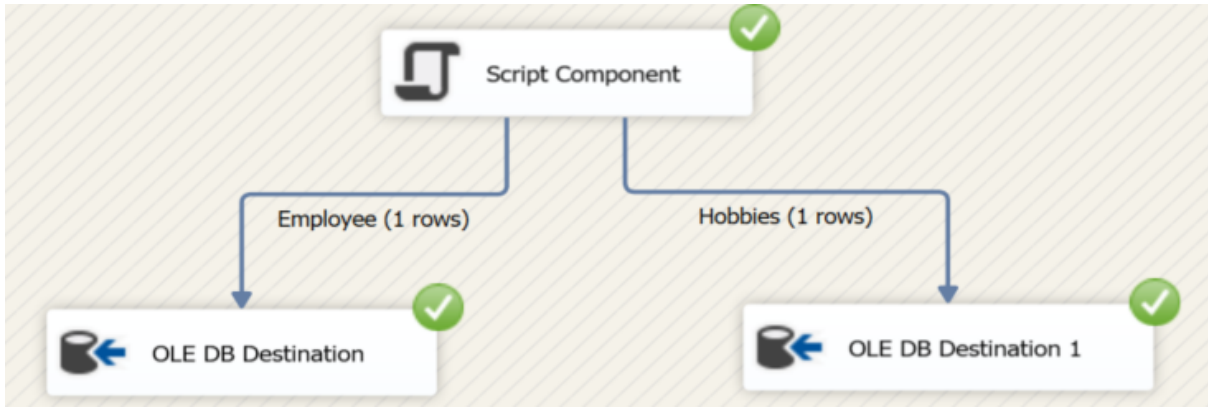 Script Component
Employee (1 rows)
Hobbies (1 rows)
OLE DB Destination
OLE DB Destination 1